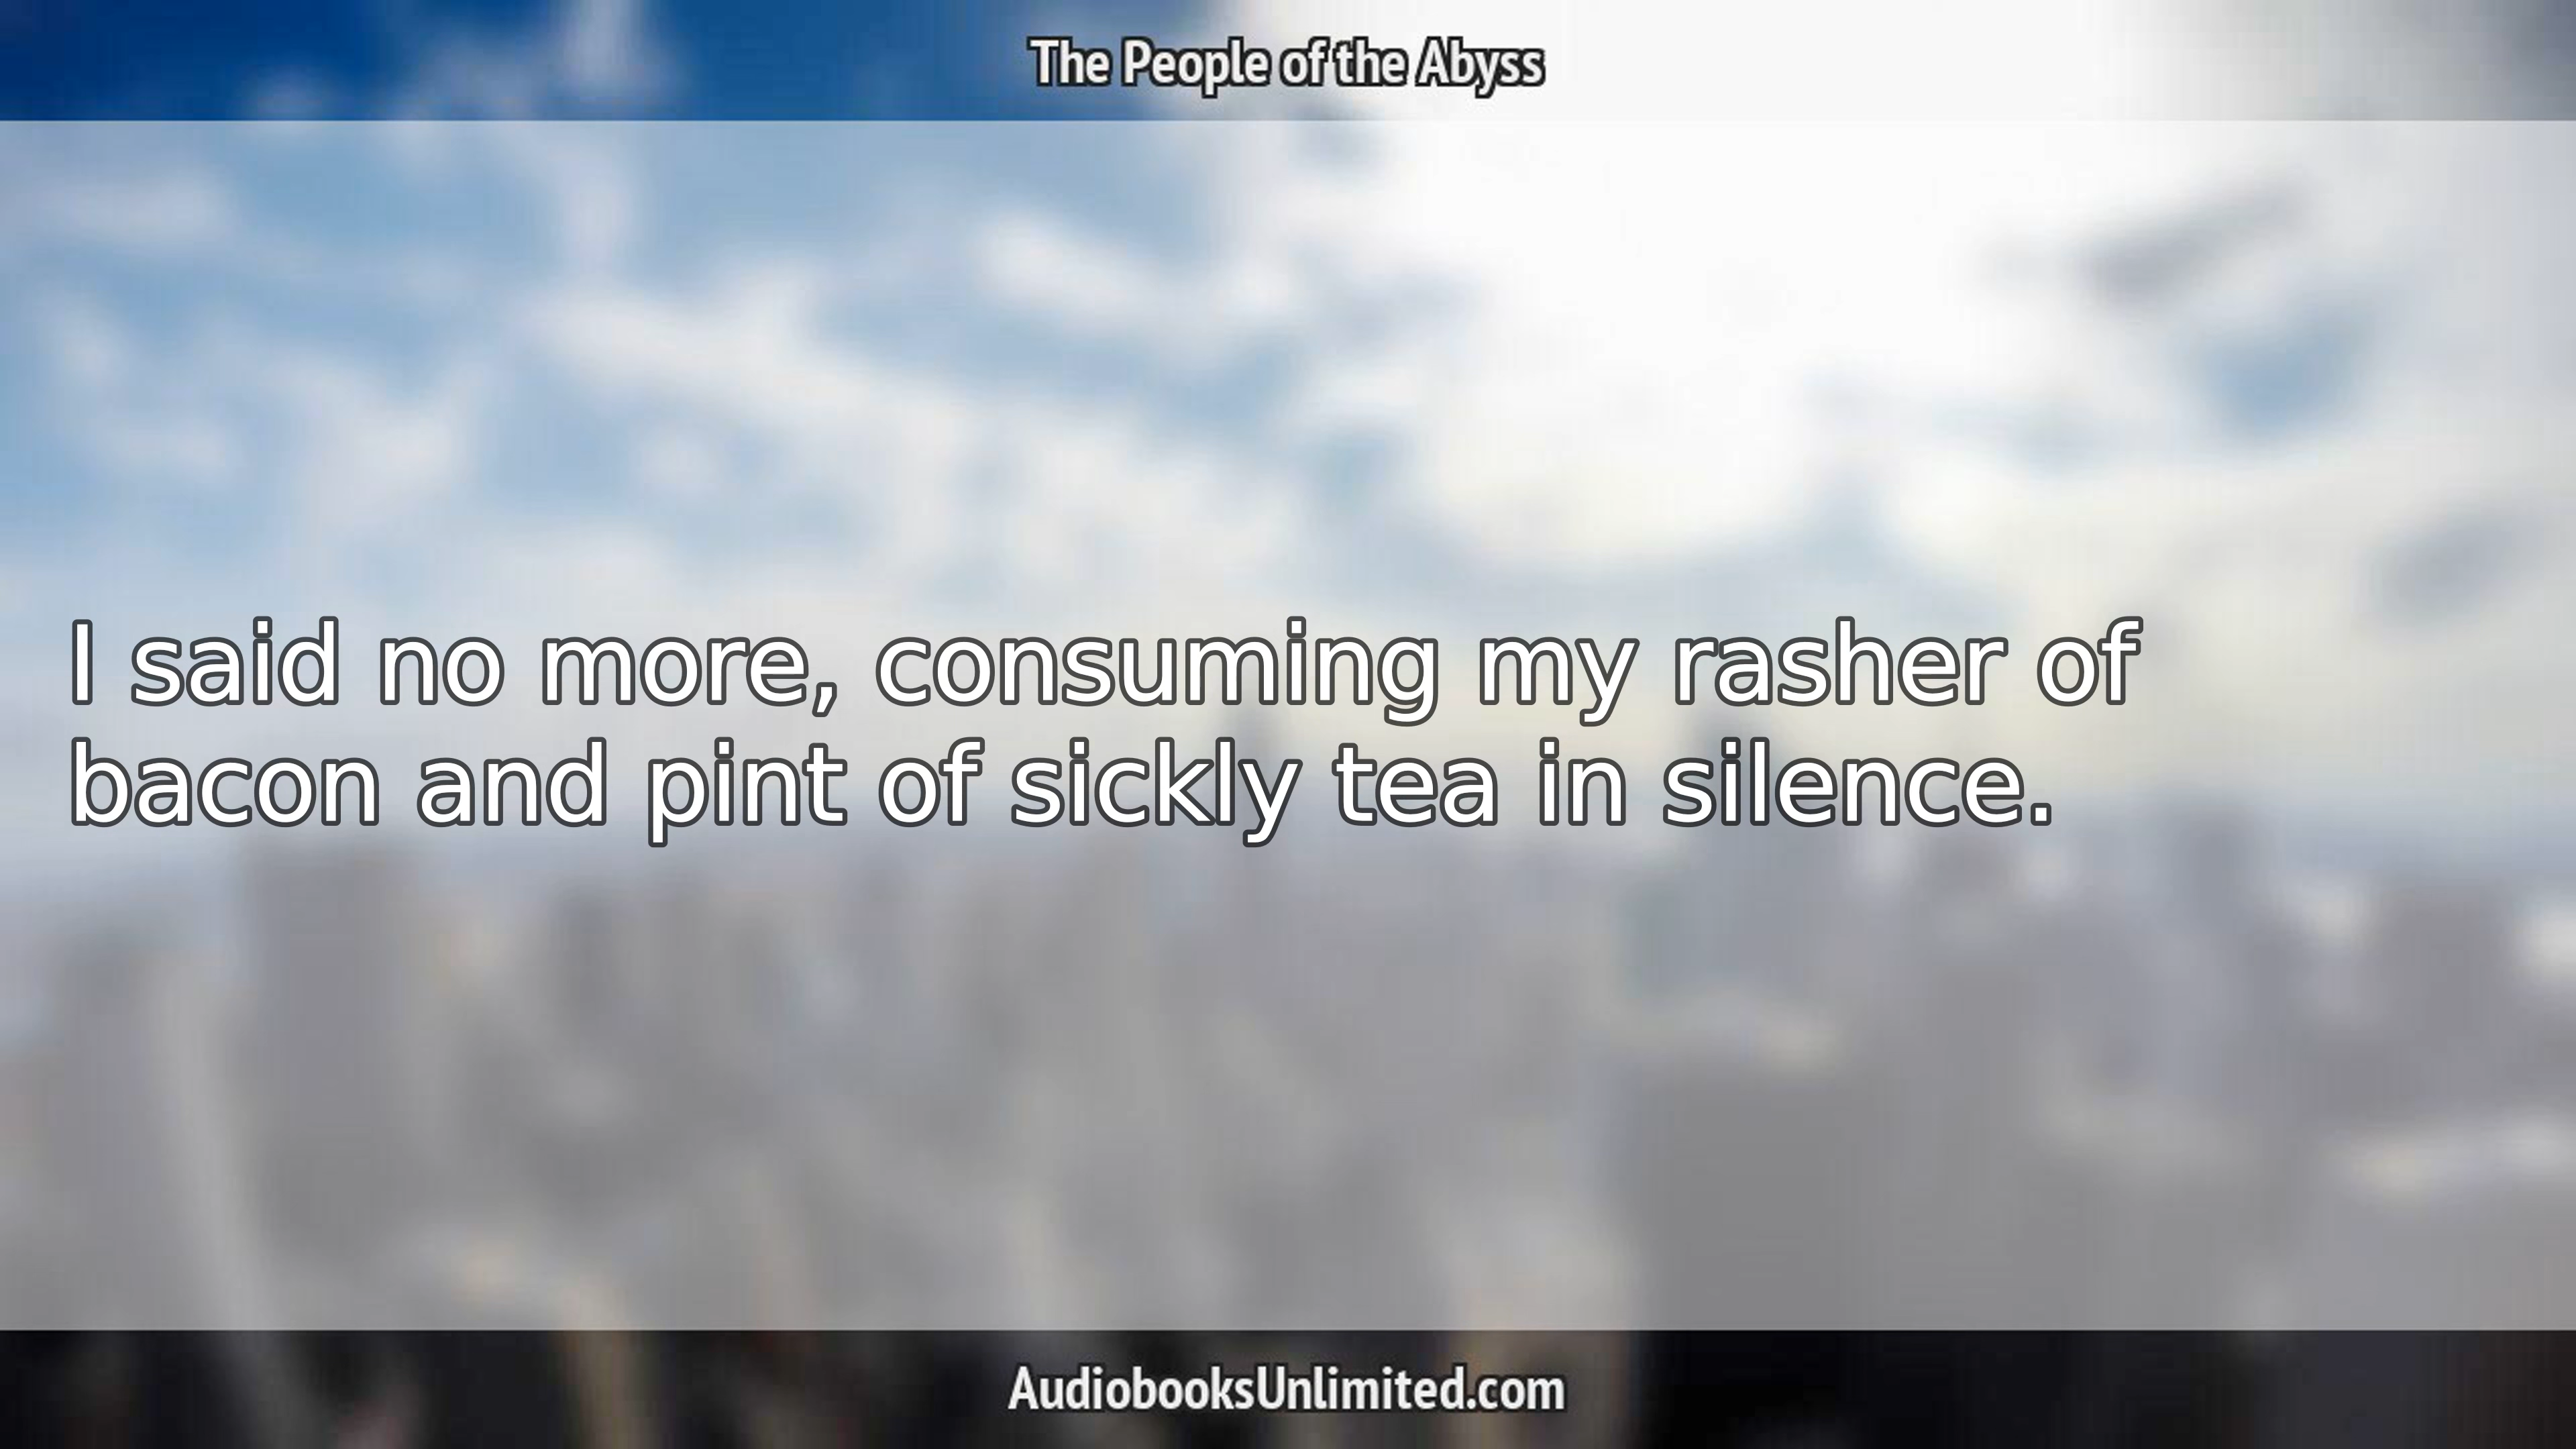 The People of the Abyss
I said no more, consuming my rasher of
bacon and pint of sickly tea in silence.
AudiobooksUnlimited.com